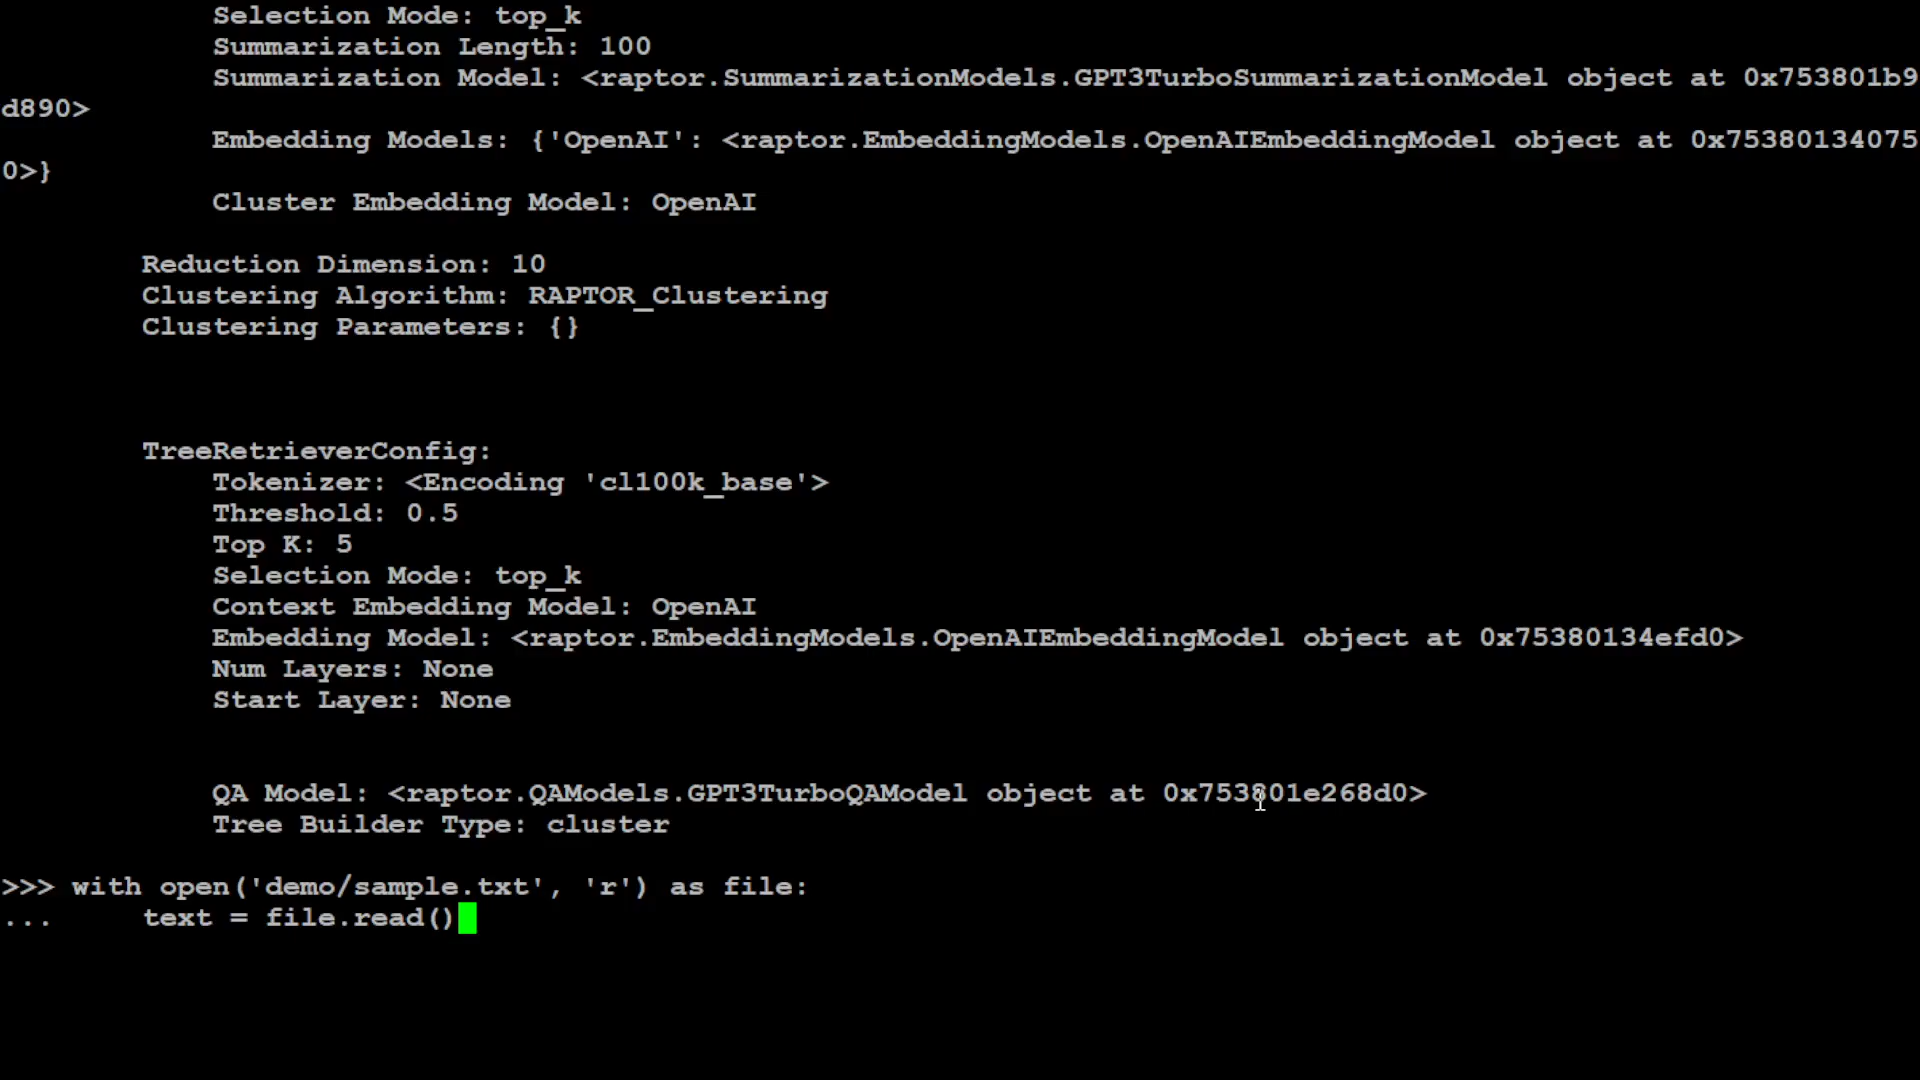 Selection Mode: top_k
Summarization Length: 100
Summarization Model: <raptor.SummarizationModels.GPT3TurboSummarizationModel object at 0x753801b9
d890>
Embedding Models: {'OpenAI': <raptor.EmbeddingModels.OpenAIEmbeddingModel object at 0x75380134075
0>}
Cluster Embedding Model: OpenAI
Reduction Dimension: 10
Clustering Algorithm: RAPTOR_Clustering
Clustering Parameters: {}
TreeRetrieverConfig:
Tokenizer: <Encoding 'cl100k_base'>
Threshold: 0.5
Top K: 5
Selection Mode: top_k
Context Embedding Model: OpenAI
Embedding Model: <raptor.EmbeddingModels.OpenAIEmbeddingModel object at 0x75380134efd0>
Num Layers: None
Start Layer: None
QA Model: <raptor.QAModels.GPT3TurboQAModel object at 0x753801e268d0>
Tree Builder Type: cluster
>>> with open('demo/sample.txt', 'r') as file:
...     text = file.read()